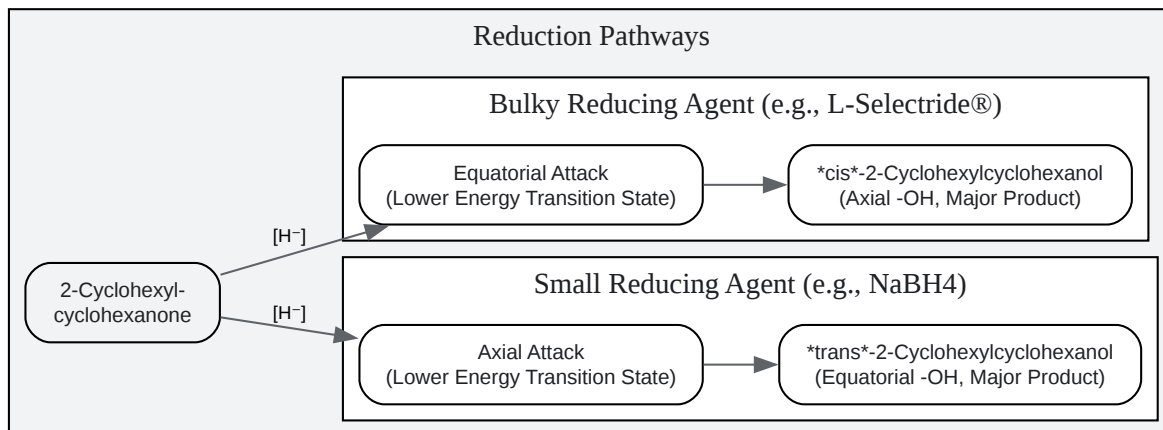 Reduction Pathways
Bulky Reducing Agent (e.g., L-Selectride®)
Equatorial Attack
(Lower Energy Transition State)
*cis*-2-Cyclohexylcyclohexanol
(Axial -OH, Major Product)
[H⁻]
2-Cyclohexyl-
cyclohexanone
[H⁻]
Small Reducing Agent (e.g., NaBH4)
Axial Attack
(Lower Energy Transition State)
*trans*-2-Cyclohexylcyclohexanol
(Equatorial -OH, Major Product)